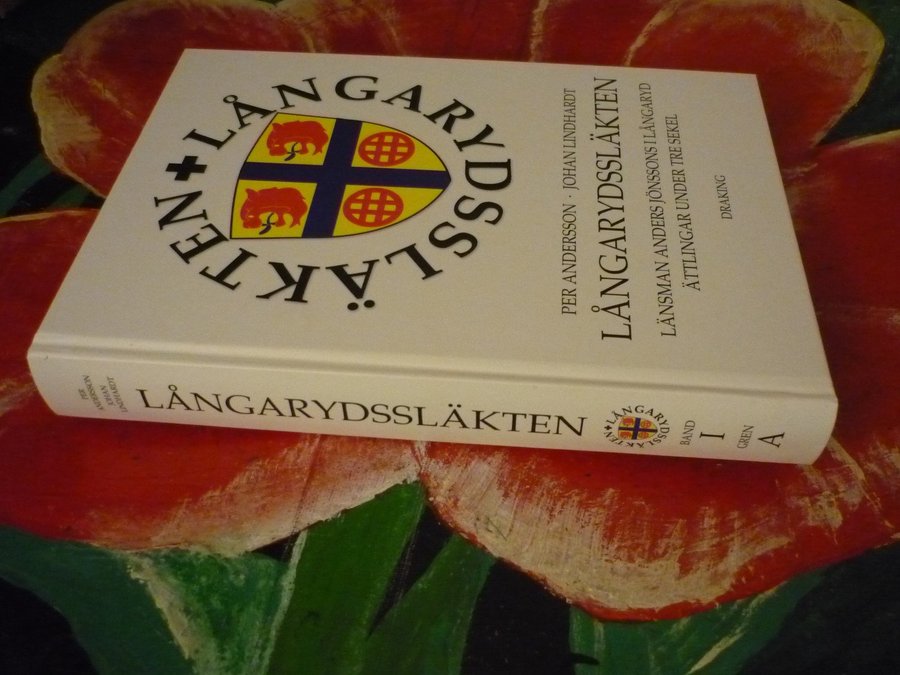 LÅNGARYDSSLÄKTEN
PER ANDERSSON · JOHAN LINDHARDT
LÅNGARYDSSLÄKTEN
LÄNSMAN ANDERS JÖNSSONS I LÅNGARYD
ÄTTLINGAR UNDER TRE SEKEL
DRAKING
PER
ANDERSSON
JOHAN
LINDHARDT
LÅNGARYDSSLÄKTEN
LÅNGARYDSSLÄKTEN
BAND
I
GREN
A